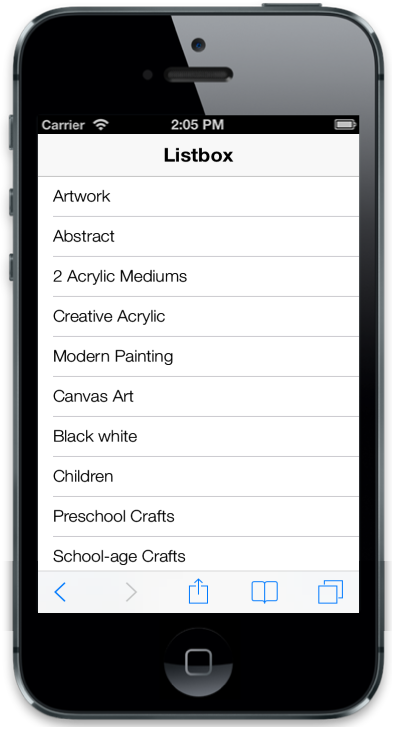 Carrier 2:05 PM
Listbox
Artwork
Abstract
2 Acrylic Mediums
Creative Acrylic
Modern Painting
Canvas Art
Black white
Children
Preschool Crafts
School-age Crafts